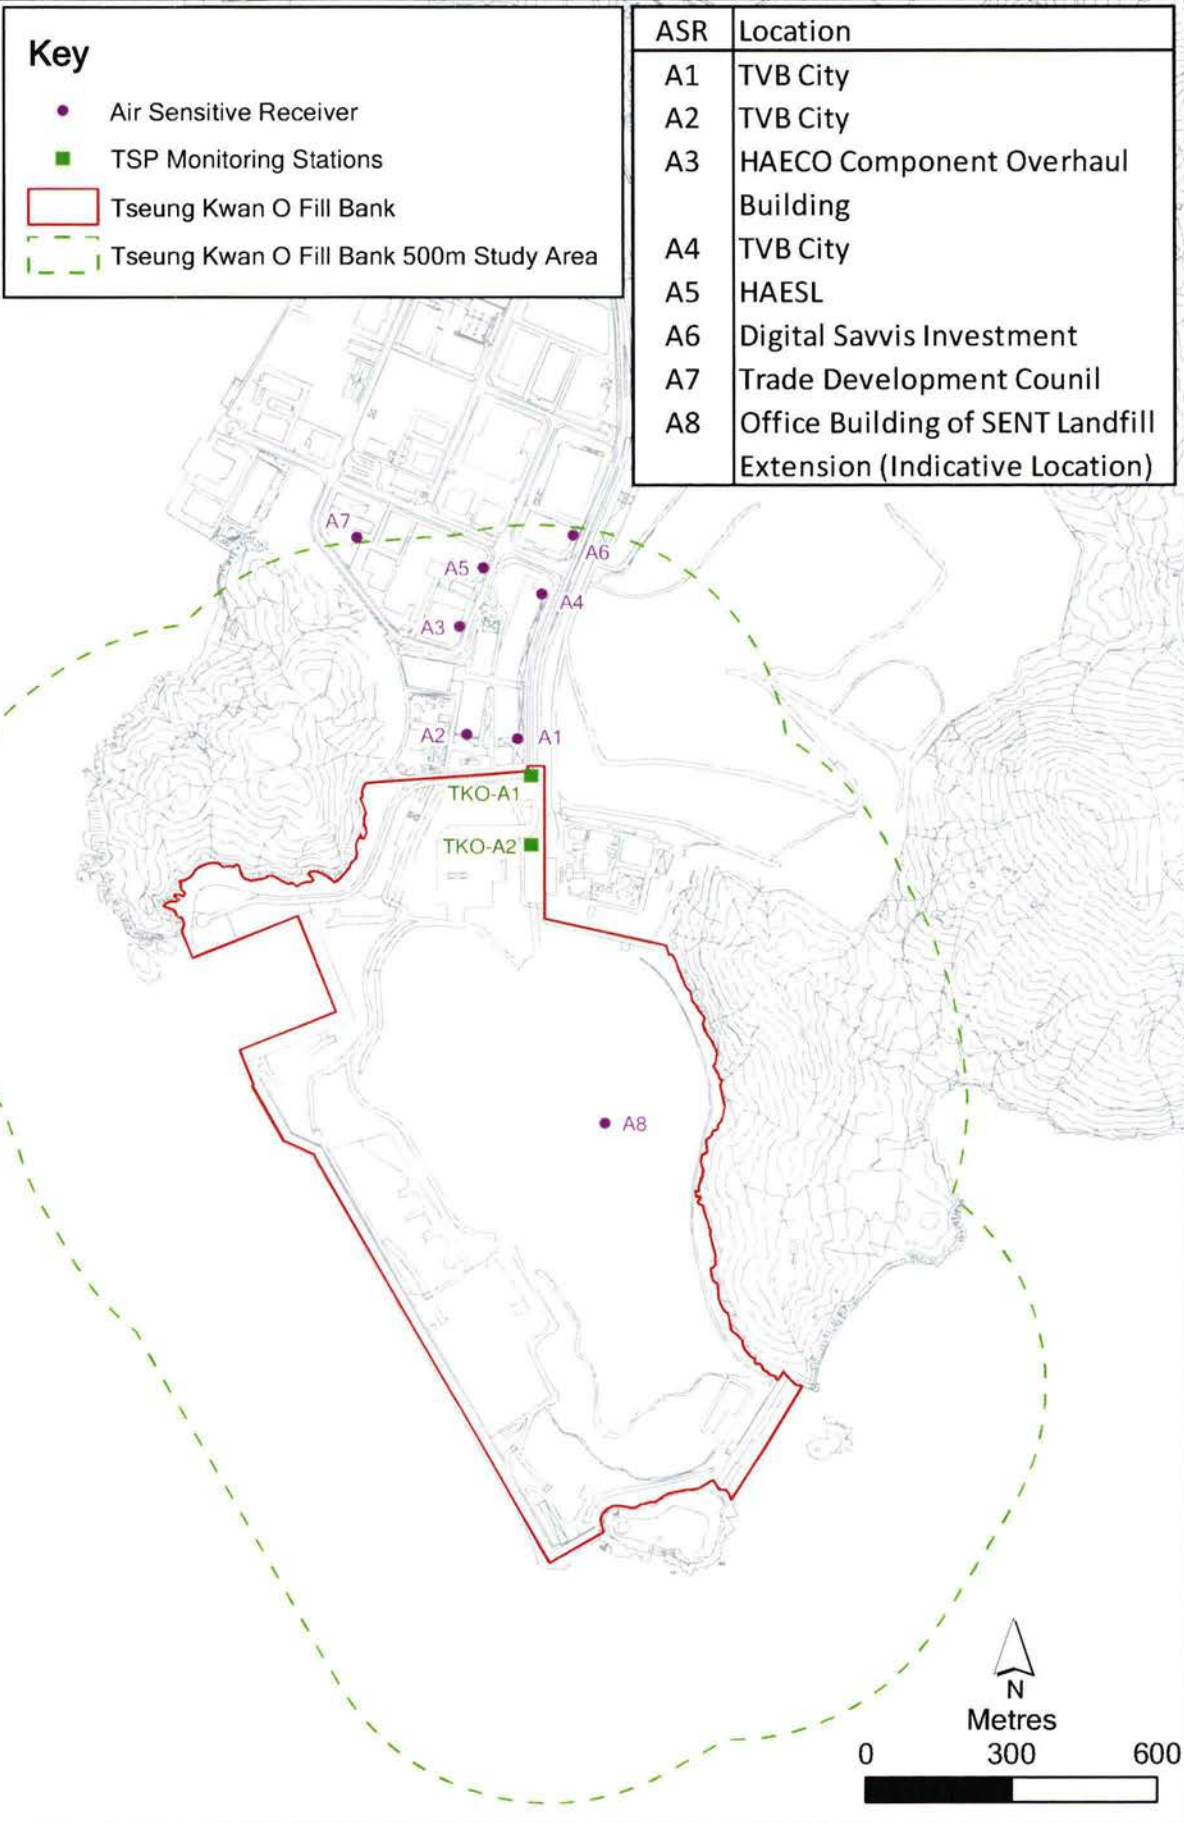 Key
Air Sensitive Receiver
TSP Monitoring Stations
Tseung Kwan O Fill Bank
Tseung Kwan O Fill Bank 500m Study Area
ASR Location
A1 TVB City
A2 TVB City
A3 HAECO Component Overhaul
Building
A4 TVB City
A5 HAESL
A6 Digital Savvis Investment
A7 Trade Development Counil
A8 Office Building of SENT Landfill
Extension (Indicative Location)
A7
A6
A5
A4
A3
A2
A1
TKO-A1
TKO-A2
A8
N
Metres
0 300 600